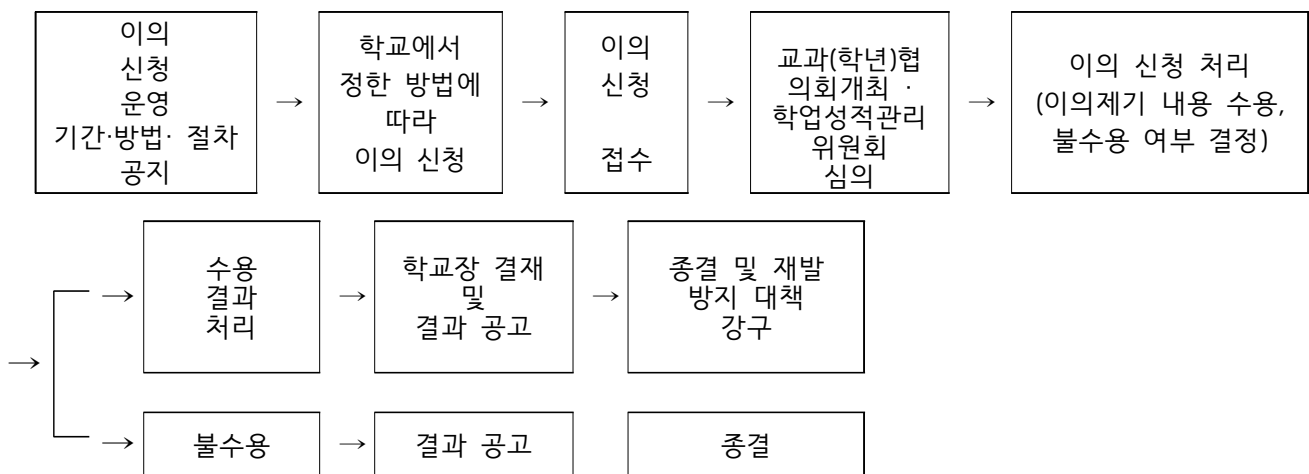 이의
신청
운영
기간·방법· 절차
공지
→
학교에서
정한 방법에
따라
이의 신청
→
이의
신청
접수
→
교과(학년)협
의회개최 ·
학업성적관리
위원회
심의
→
이의 신청 처리
(이의제기 내용 수용,
불수용 여부 결정)
→
→
수용
결과
처리
→
학교장 결재
및
결과 공고
→
종결 및 재발
방지 대책
강구
→
불수용
→
결과 공고
종결